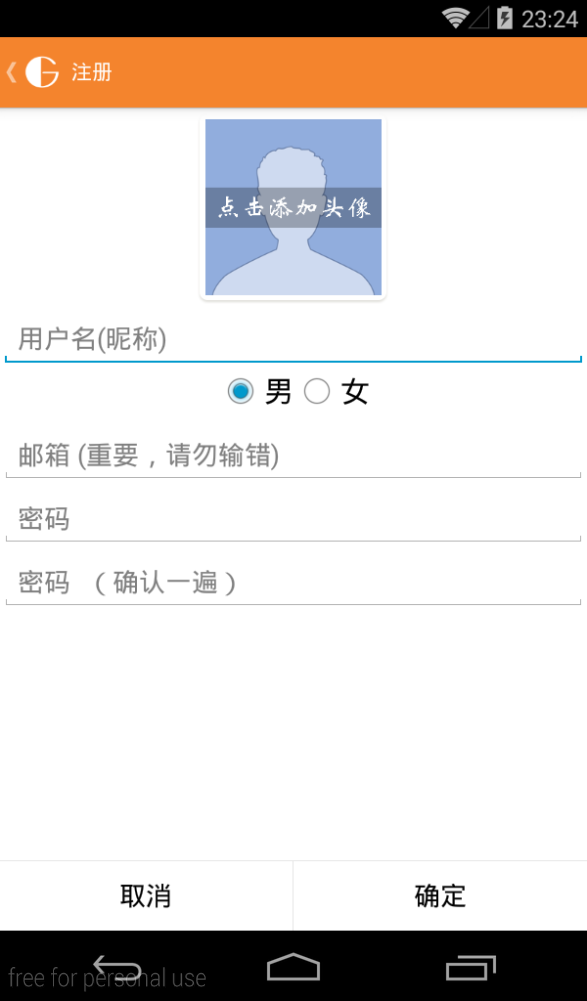 23:24
注册
点击添加头像
用户名(昵称)
男 女
邮箱 (重要，请勿输错)
密码
密码 （确认一遍）
取消 确定
free for personal use